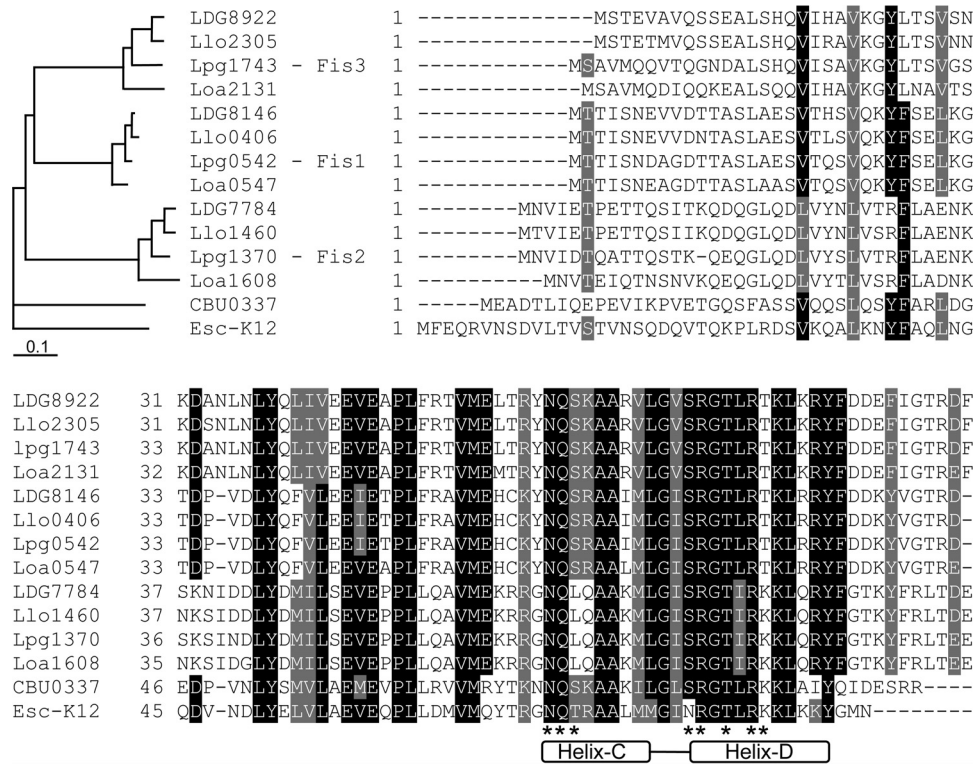 LDG8922 1 --------------MSTEVAVQSSEALSHQVIHAVKGYLTSVSN
Llo2305 1 --------------MSTETMVQSSEALSHQVIRAVKGYLTSVNN
Lpg1743 - Fis3 1 ------------MSAVMQQVTQGNDALSHQVISAVKGYLTSVGS
Loa2131 1 -------------MSAVMQDIQQKEALSQQVIHAVKGYLNAVTS
LDG8146 1 ------------MTTISNEVVDTTASLAESVTHSVQKYFSELKG
Llo0406 1 ------------MTTISNEVVDNTASLAESVTLSVQKYFSELKG
Lpg0542 - Fis1 1 ------------MTTISNDAGDTTASLAESVTQSVQKYFSELKG
Loa0547 1 ------------MTTISNEAGDTTASLAASVTQSVQKYFSELKG
LDG7784 1 --------MNVIETPETTQSITKQDQGLQDLVYNLVTRFLAENK
Llo1460 1 --------MTVIETPETTQSIIKQDQGLQDLVYNLVSRFLAENK
Lpg1370 - Fis2 1 --------MNVIDTQATTQSTK-QEQGLQDLVYSLVTRFLAENK
Loa1608 1 ----------MNVTEIQTNSNVKQEQGLQDLVYTLVSRFLADNK
CBU0337 1 -----MEADTLIQEPEVIKPVETGQSFASSVQQSLQSYFARLDG
Esc-K12 1 MFEQRVNSDVLTVSTVNSQDQVTQKPLRDSVKQALKNYFAQLNG
0.1
LDG8922 31 KDANLNLYQLIVEEVEAPLFRTVMELTRYNQSKAARVLGVSRGTLRTKLKRYFDDEFIGTRDF
Llo2305 31 KDSNLNLYQLIVEEVEAPLFRTVMELTRYNQSKAARVLGVSRGTLRTKLKRYFDDEFIGTRDF
lpg1743 33 KDANLNLYQLIVEEVEAPLFRTVMELTRYNQSKAARVLGVSRGTLRTKLKRYFDDEFIGTRDF
Loa2131 32 KDANLNLYQLIVEEVEAPLFRTVMEMTRYNQSKAARVLGVSRGTLRTKLKRYFDDEFIGTREF
LDG8146 33 TDP-VDLYQFVLEEIETPLFRAVMEHCKYNQSRAAIMLGISRGTLRTKLRRYFDDKYVGTRD-
Llo0406 33 TDP-VDLYQFVLEEIETPLFRAVMEHCKYNQSRAAIMLGISRGTLRTKLRRYFDDKYVGTRD-
Lpg0542 33 TDP-VDLYQFVLEEIETPLFRAVMEHCKYNQSRAAIMLGISRGTLRTKLRRYFDDKYVGTRD-
Loa0547 33 TDP-VDLYQFVLEEVEAPLFRAVMEHCKYNQSRAALMLGISRGTLRTKLRRYFDDKYVGTRE-
LDG7784 37 SKNIDDLYDMILSEVEPPLLQAVMEKRRGNQLQAAKMLGISRGTIRKKLQRYFGTKYFRLTDE
Llo1460 37 NKSIDDLYDMILSEVEPPLLQAVMEKRRGNQLQAAKMLGISRGTIRKKLQRYFGTKYFRLTDE
Lpg1370 36 SKSINDLYDMILSEVEPPLLQAVMEKRRGNQLQAAKMLGISRGTIRKKLQRYFGTKYFRLTEE
Loa1608 35 NKSIDGLYDMILSEVEPPLLQAVMEKRRGNQLQAAKMLGISRGTIRKKLQRYFGTKYFRLTEE
CBU0337 46 EDP-VNLYSMVLAEMEVPLLRVVMRYTKNNQSKAAKILGLSRGTLRKKLAIYQIDESRR----
Esc-K12 45 QDV-NDLYELVLAEVEQPLLDMVMQYTRGNQTRAALMMGINRGTLRKKLKKYGMN--------
*** ** * **
Helix-C Helix-D